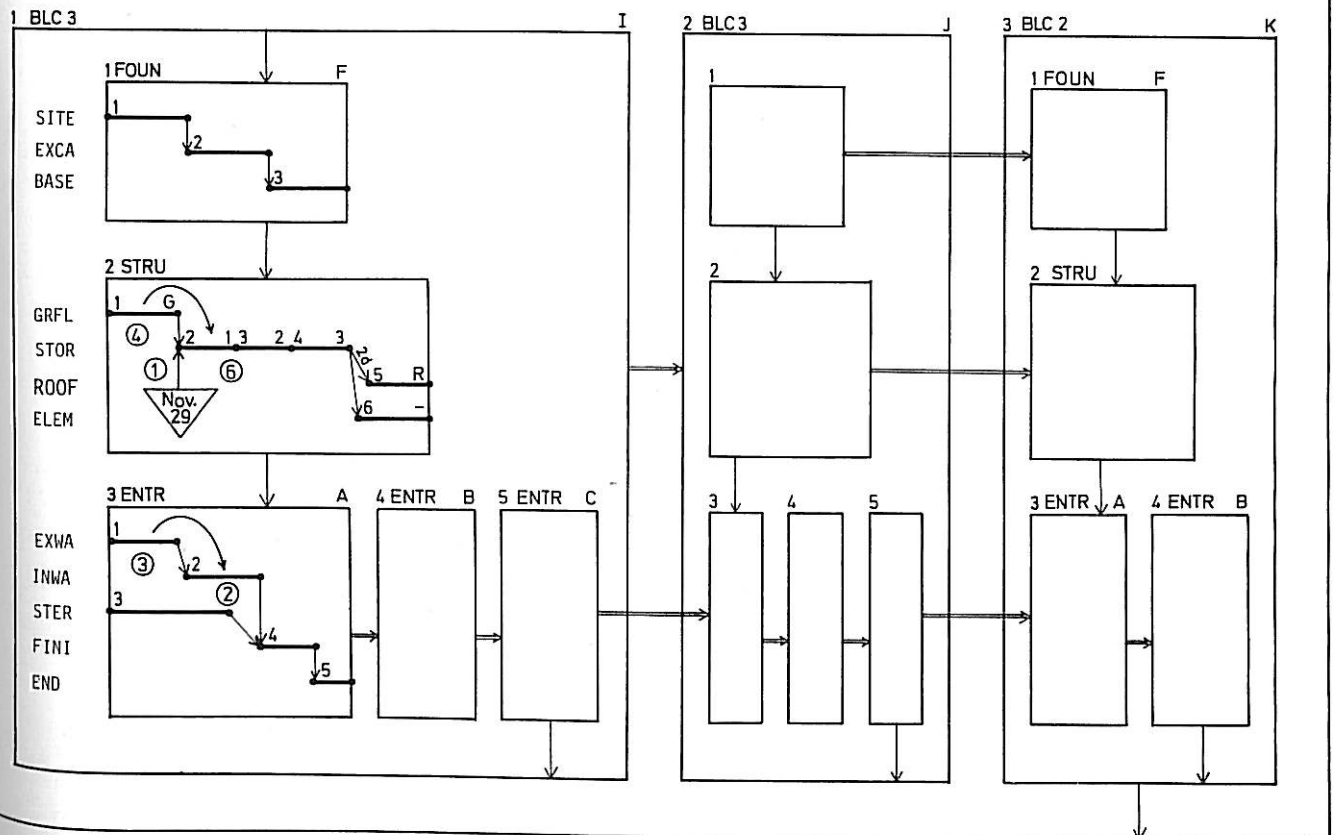 1 BLC 3 I
2 BLC 3 J
3 BLC 2 K
1 FOUN F
1
1 FOUN F
SITE 1
EXCA 2
BASE 3
2 STRU
2
2 STRU
GRFL 1 G
④
STOR 2 1 3 2 4 3
2d
① ⑥
ROOF 5 R
Nov.
29
ELEM 6 -
3 ENTR A
4 ENTR B
5 ENTR C
3 4 5
3 ENTR A
4 ENTR B
EXWA 1
③
INWA 2
②
STER 3
FINI 4
END 5